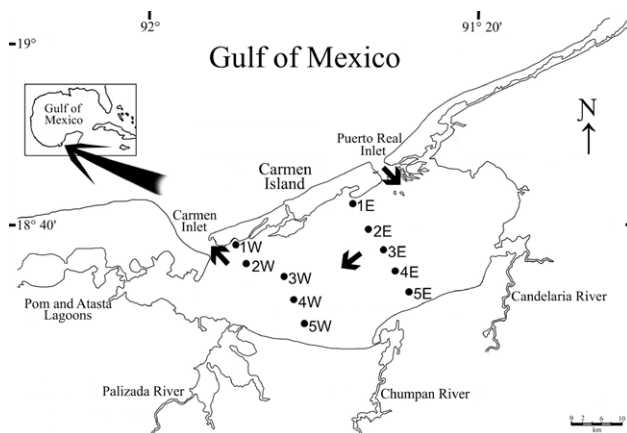 92°
91° 20'
19°
Gulf of Mexico
Gulf of
Mexico
N
Puerto Real
Inlet
Carmen
Island
1E
Carmen
Inlet
18° 40'
2E
1W
3E
2W
4E
3W
5E
Candelaria River
Pom and Atasta
Lagoons
4W
5W
Palizada River
Chumpan River
0 2 4 6 8 10
km